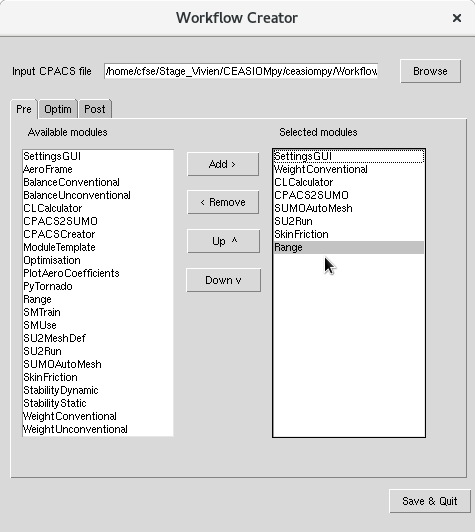 Workflow Creator
Input CPACS file
/home/cfse/Stage_Vivien/CEASIOMpy/ceasiompy/Workflow
Browse
Pre
Optim
Post
Available modules
SettingsGUI
AeroFrame
BalanceConventional
BalanceUnconventional
CLCalculator
CPACS2SUMO
CPACSCreator
ModuleTemplate
Optimisation
PlotAeroCoefficients
PyTornado
Range
SMTrain
SMUse
SU2MeshDef
SU2Run
SUMOAutoMesh
SkinFriction
StabilityDynamic
StabilityStatic
WeightConventional
WeightUnconventional
Add >
< Remove
Up ^
Down v
Selected modules
SettingsGUI
WeightConventional
CLCalculator
CPACS2SUMO
SUMOAutoMesh
SU2Run
SkinFriction
Range
Save & Quit